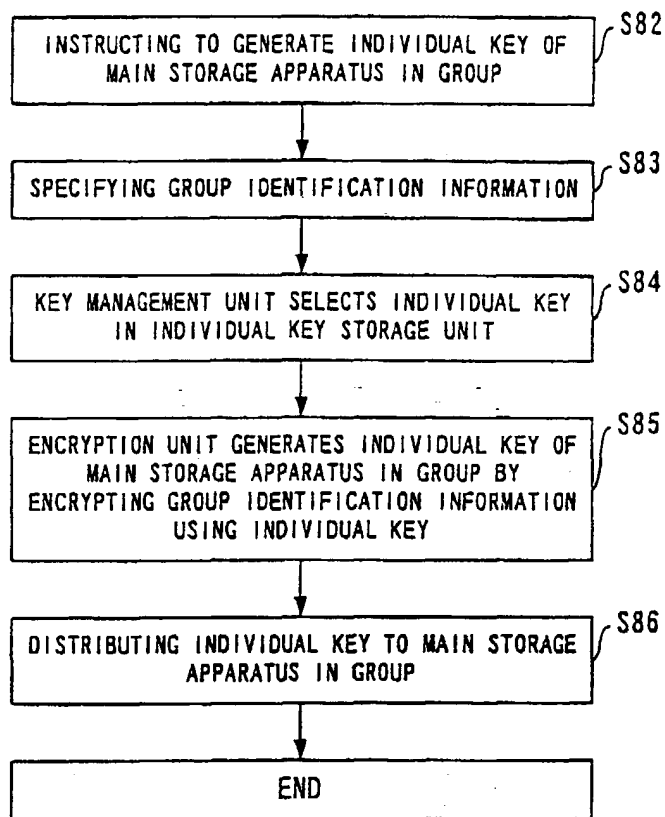 S82
INSTRUCTING TO GENERATE INDIVIDUAL KEY OF
MAIN STORAGE APPARATUS IN GROUP
S83
SPECIFYING GROUP IDENTIFICATION INFORMATION
S84
KEY MANAGEMENT UNIT SELECTS INDIVIDUAL KEY
IN INDIVIDUAL KEY STORAGE UNIT
S85
ENCRYPTION UNIT GENERATES INDIVIDUAL KEY OF
MAIN STORAGE APPARATUS IN GROUP BY
ENCRYPTING GROUP IDENTIFICATION INFORMATION
USING INDIVIDUAL KEY
S86
DISTRIBUTING INDIVIDUAL KEY TO MAIN STORAGE
APPARATUS IN GROUP
END